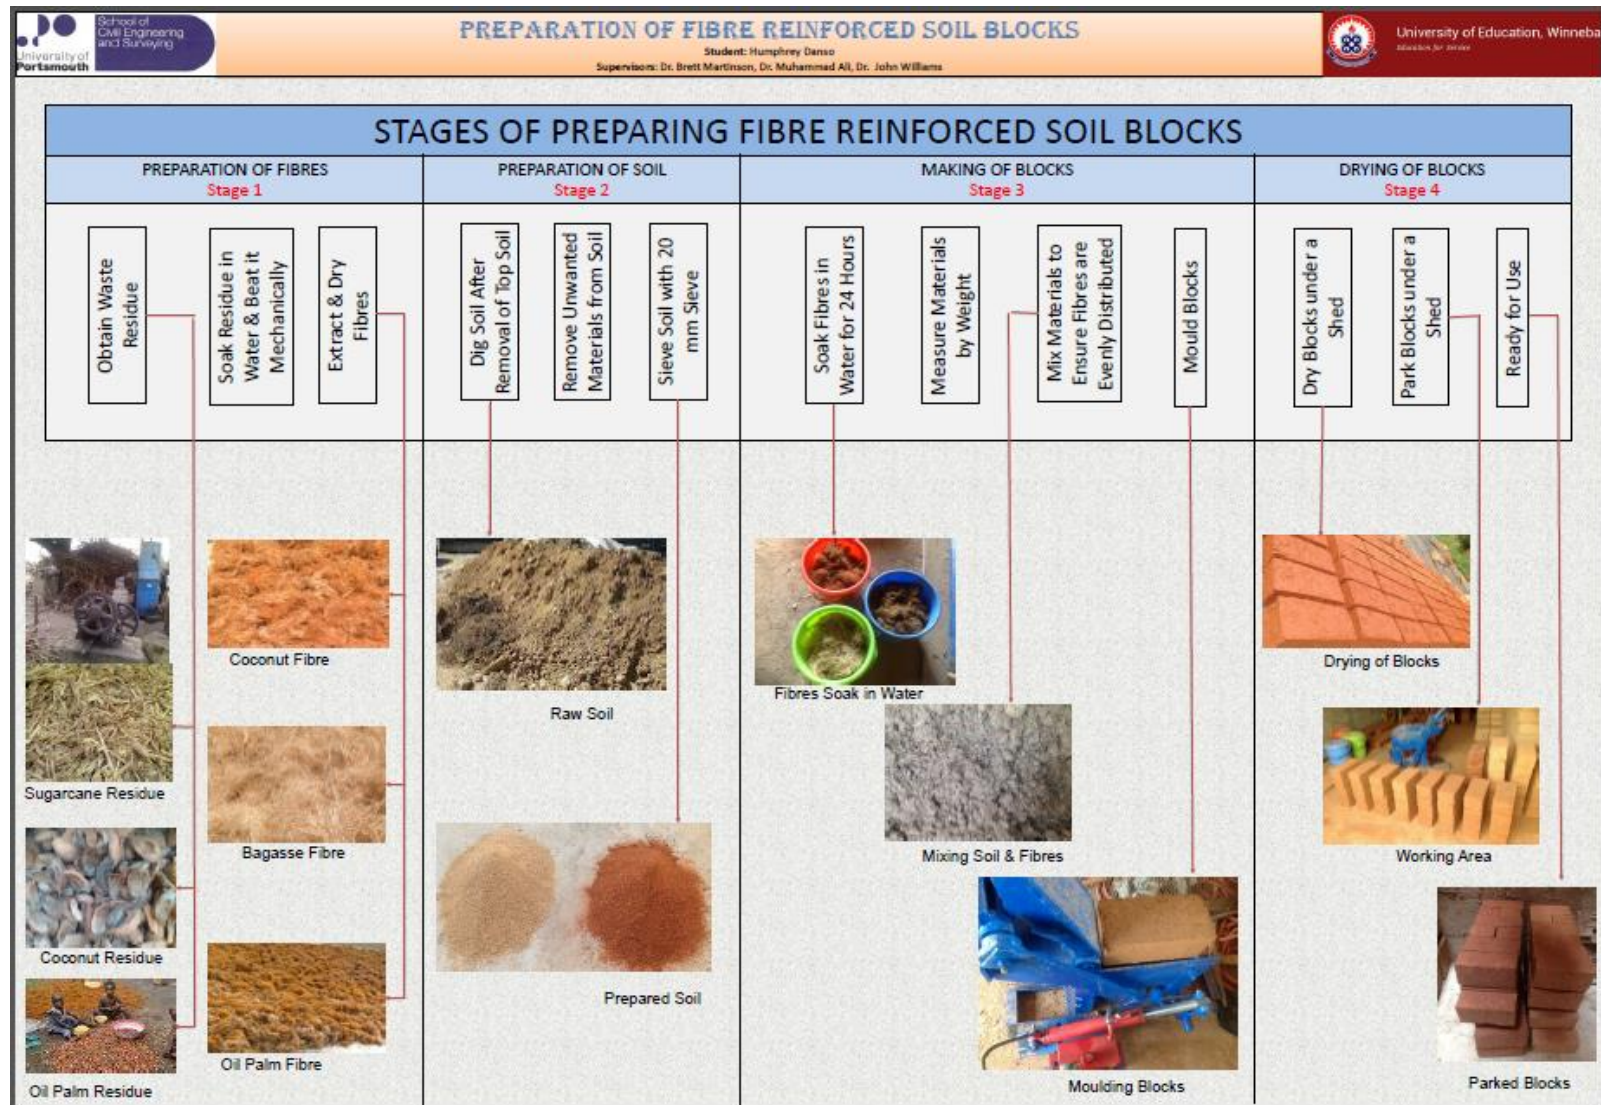 University of
Portsmouth
School of
Civil Engineering
and Surveying
PREPARATION OF FIBRE REINFORCED SOIL BLOCKS
Student: Humphrey Danso
Supervisors: Dr. Brett Martinson, Dr. Muhammad Ali, Dr. John Williams
University of Education, Winneba
Education for Service
STAGES OF PREPARING FIBRE REINFORCED SOIL BLOCKS
PREPARATION OF FIBRES
Stage 1
PREPARATION OF SOIL
Stage 2
MAKING OF BLOCKS
Stage 3
DRYING OF BLOCKS
Stage 4
Obtain Waste
Residue
Soak Residue in
Water & Beat it
Mechanically
Extract & Dry
Fibres
Dig Soil After
Removal of Top Soil
Remove Unwanted
Materials from Soil
Sieve Soil with 20
mm Sieve
Soak Fibres in
Water for 24 Hours
Measure Materials
by Weight
Mix Materials to
Ensure Fibres are
Evenly Distributed
Mould Blocks
Dry Blocks under a
Shed
Park Blocks under a
Shed
Ready for Use
Sugarcane Residue
Coconut Residue
Oil Palm Residue
Coconut Fibre
Bagasse Fibre
Oil Palm Fibre
Raw Soil
Prepared Soil
Fibres Soak in Water
Mixing Soil & Fibres
Moulding Blocks
Drying of Blocks
Working Area
Parked Blocks